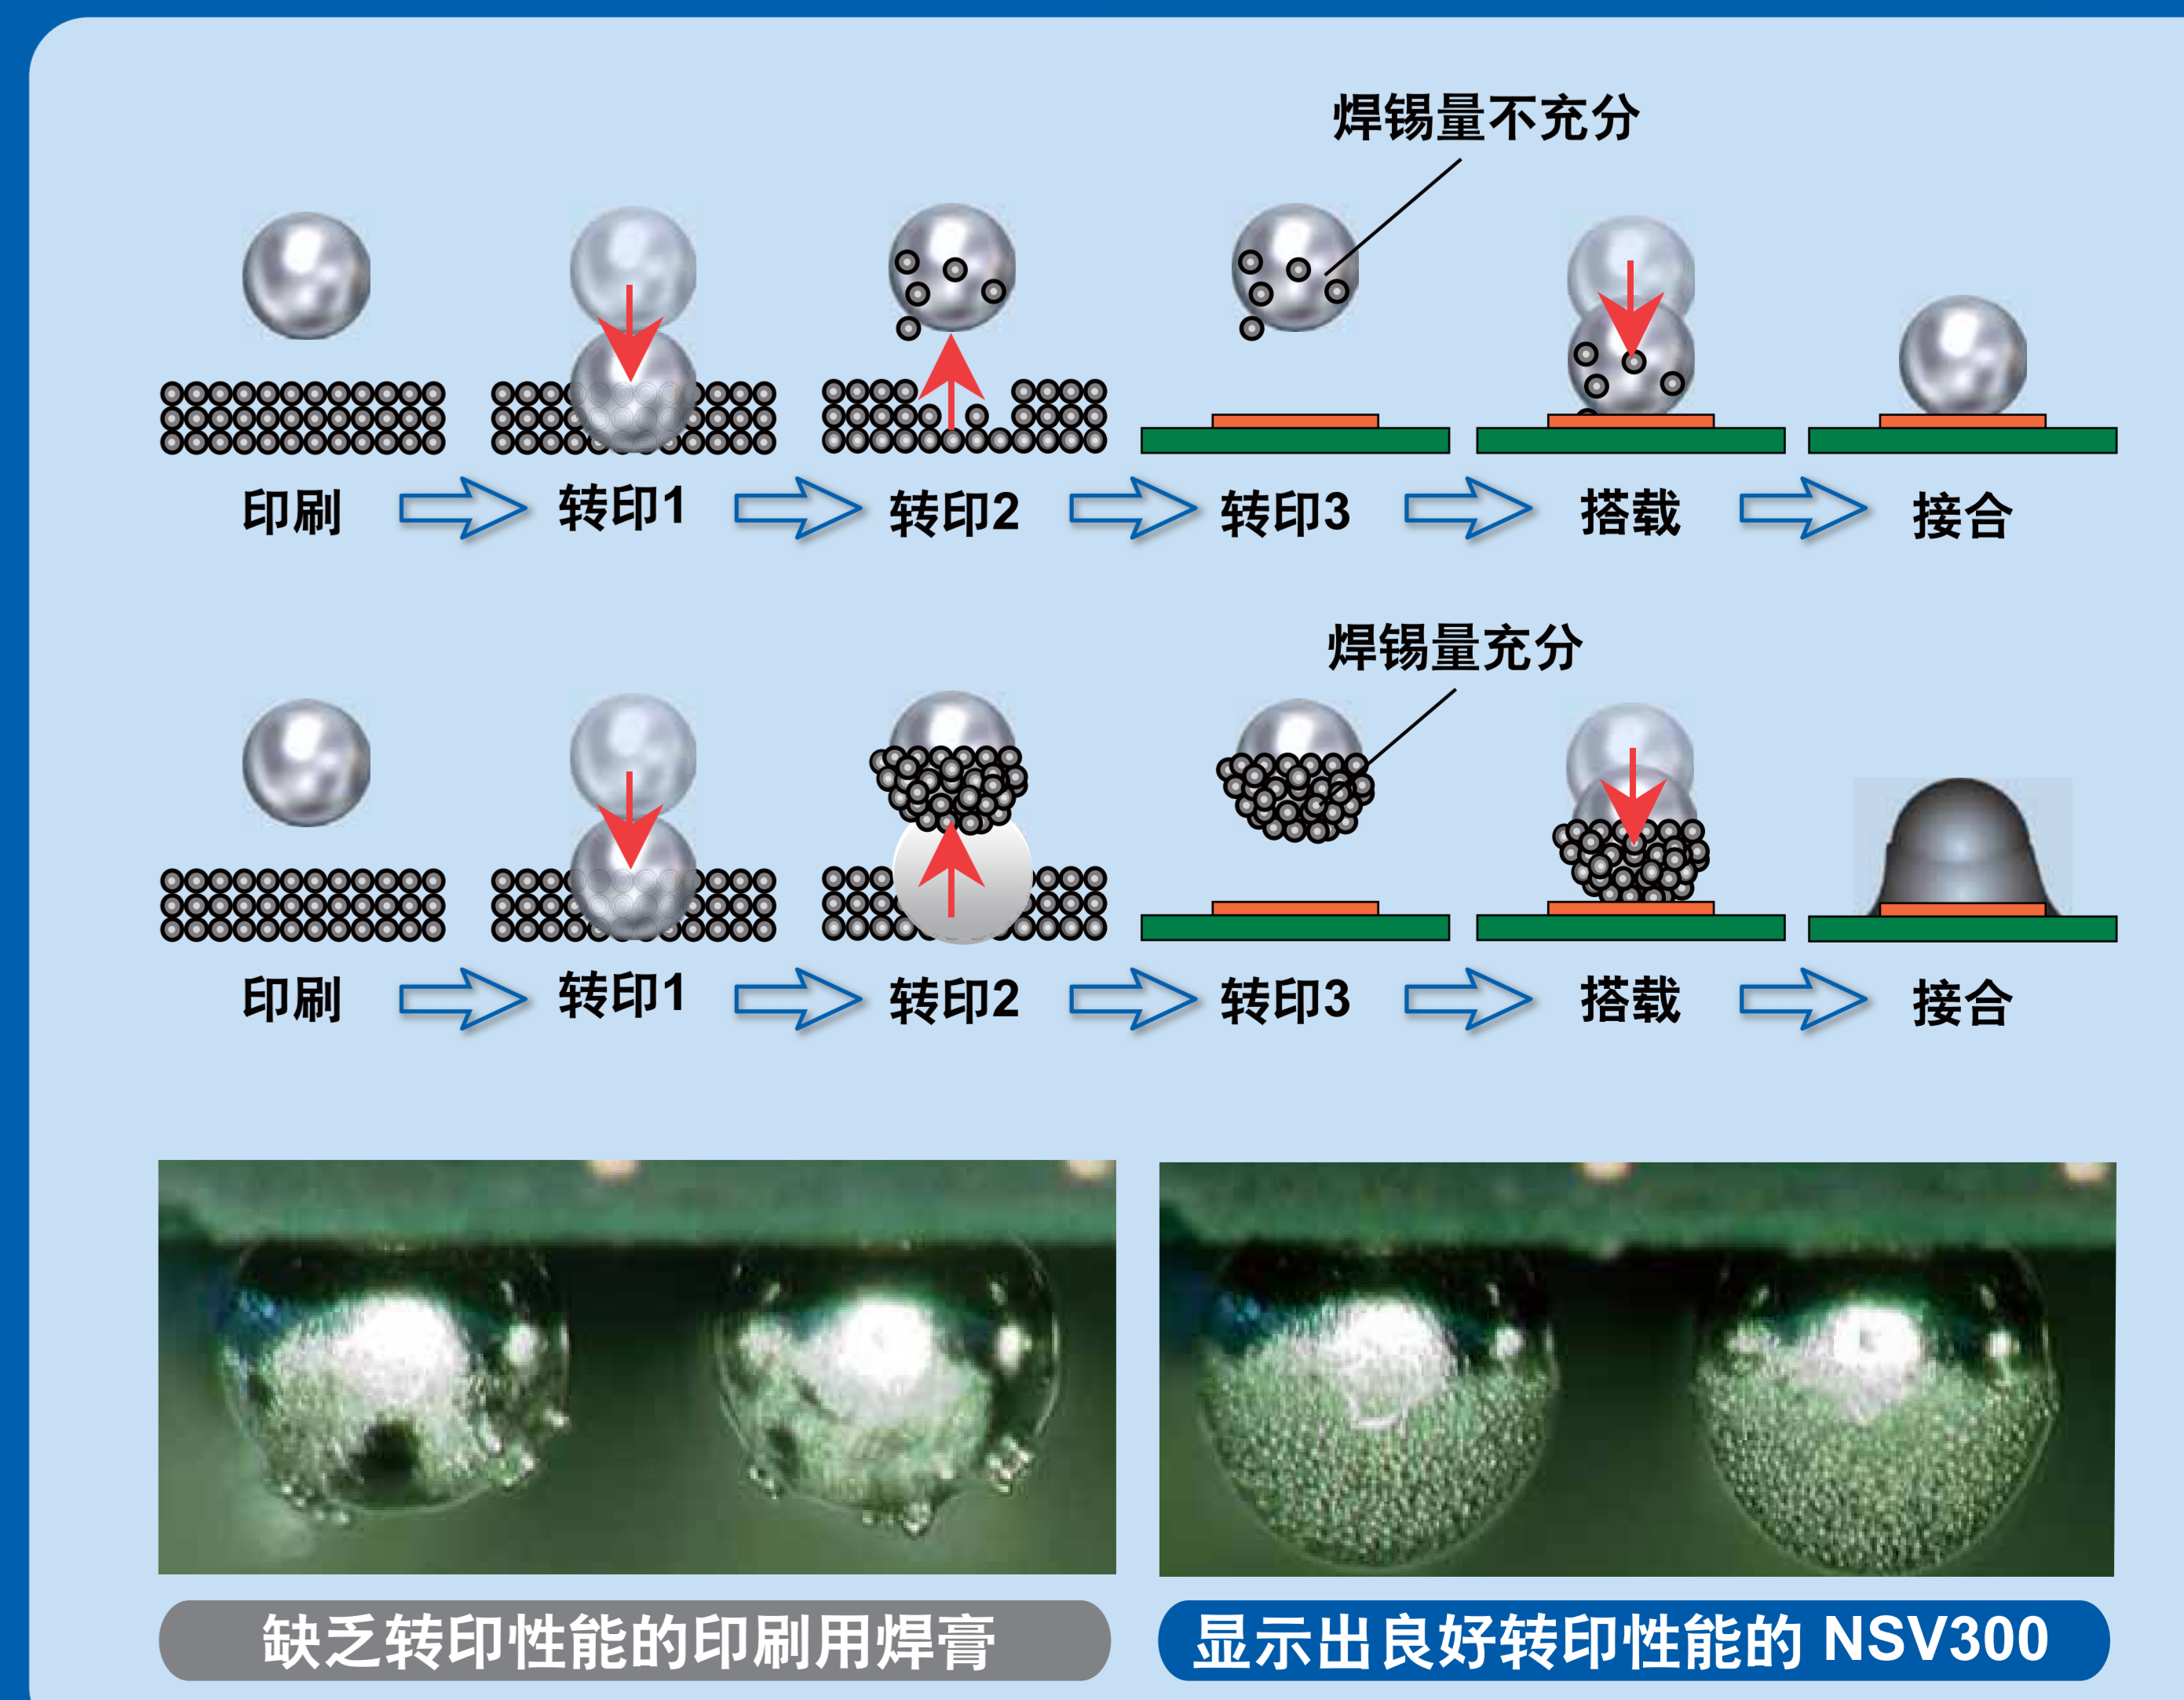 焊锡量不充分
印刷 转印1 转印2 转印3 搭载 接合
焊锡量充分
印刷 转印1 转印2 转印3 搭载 接合
缺乏转印性能的印刷用焊膏
显示出良好转印性能的 NSV300